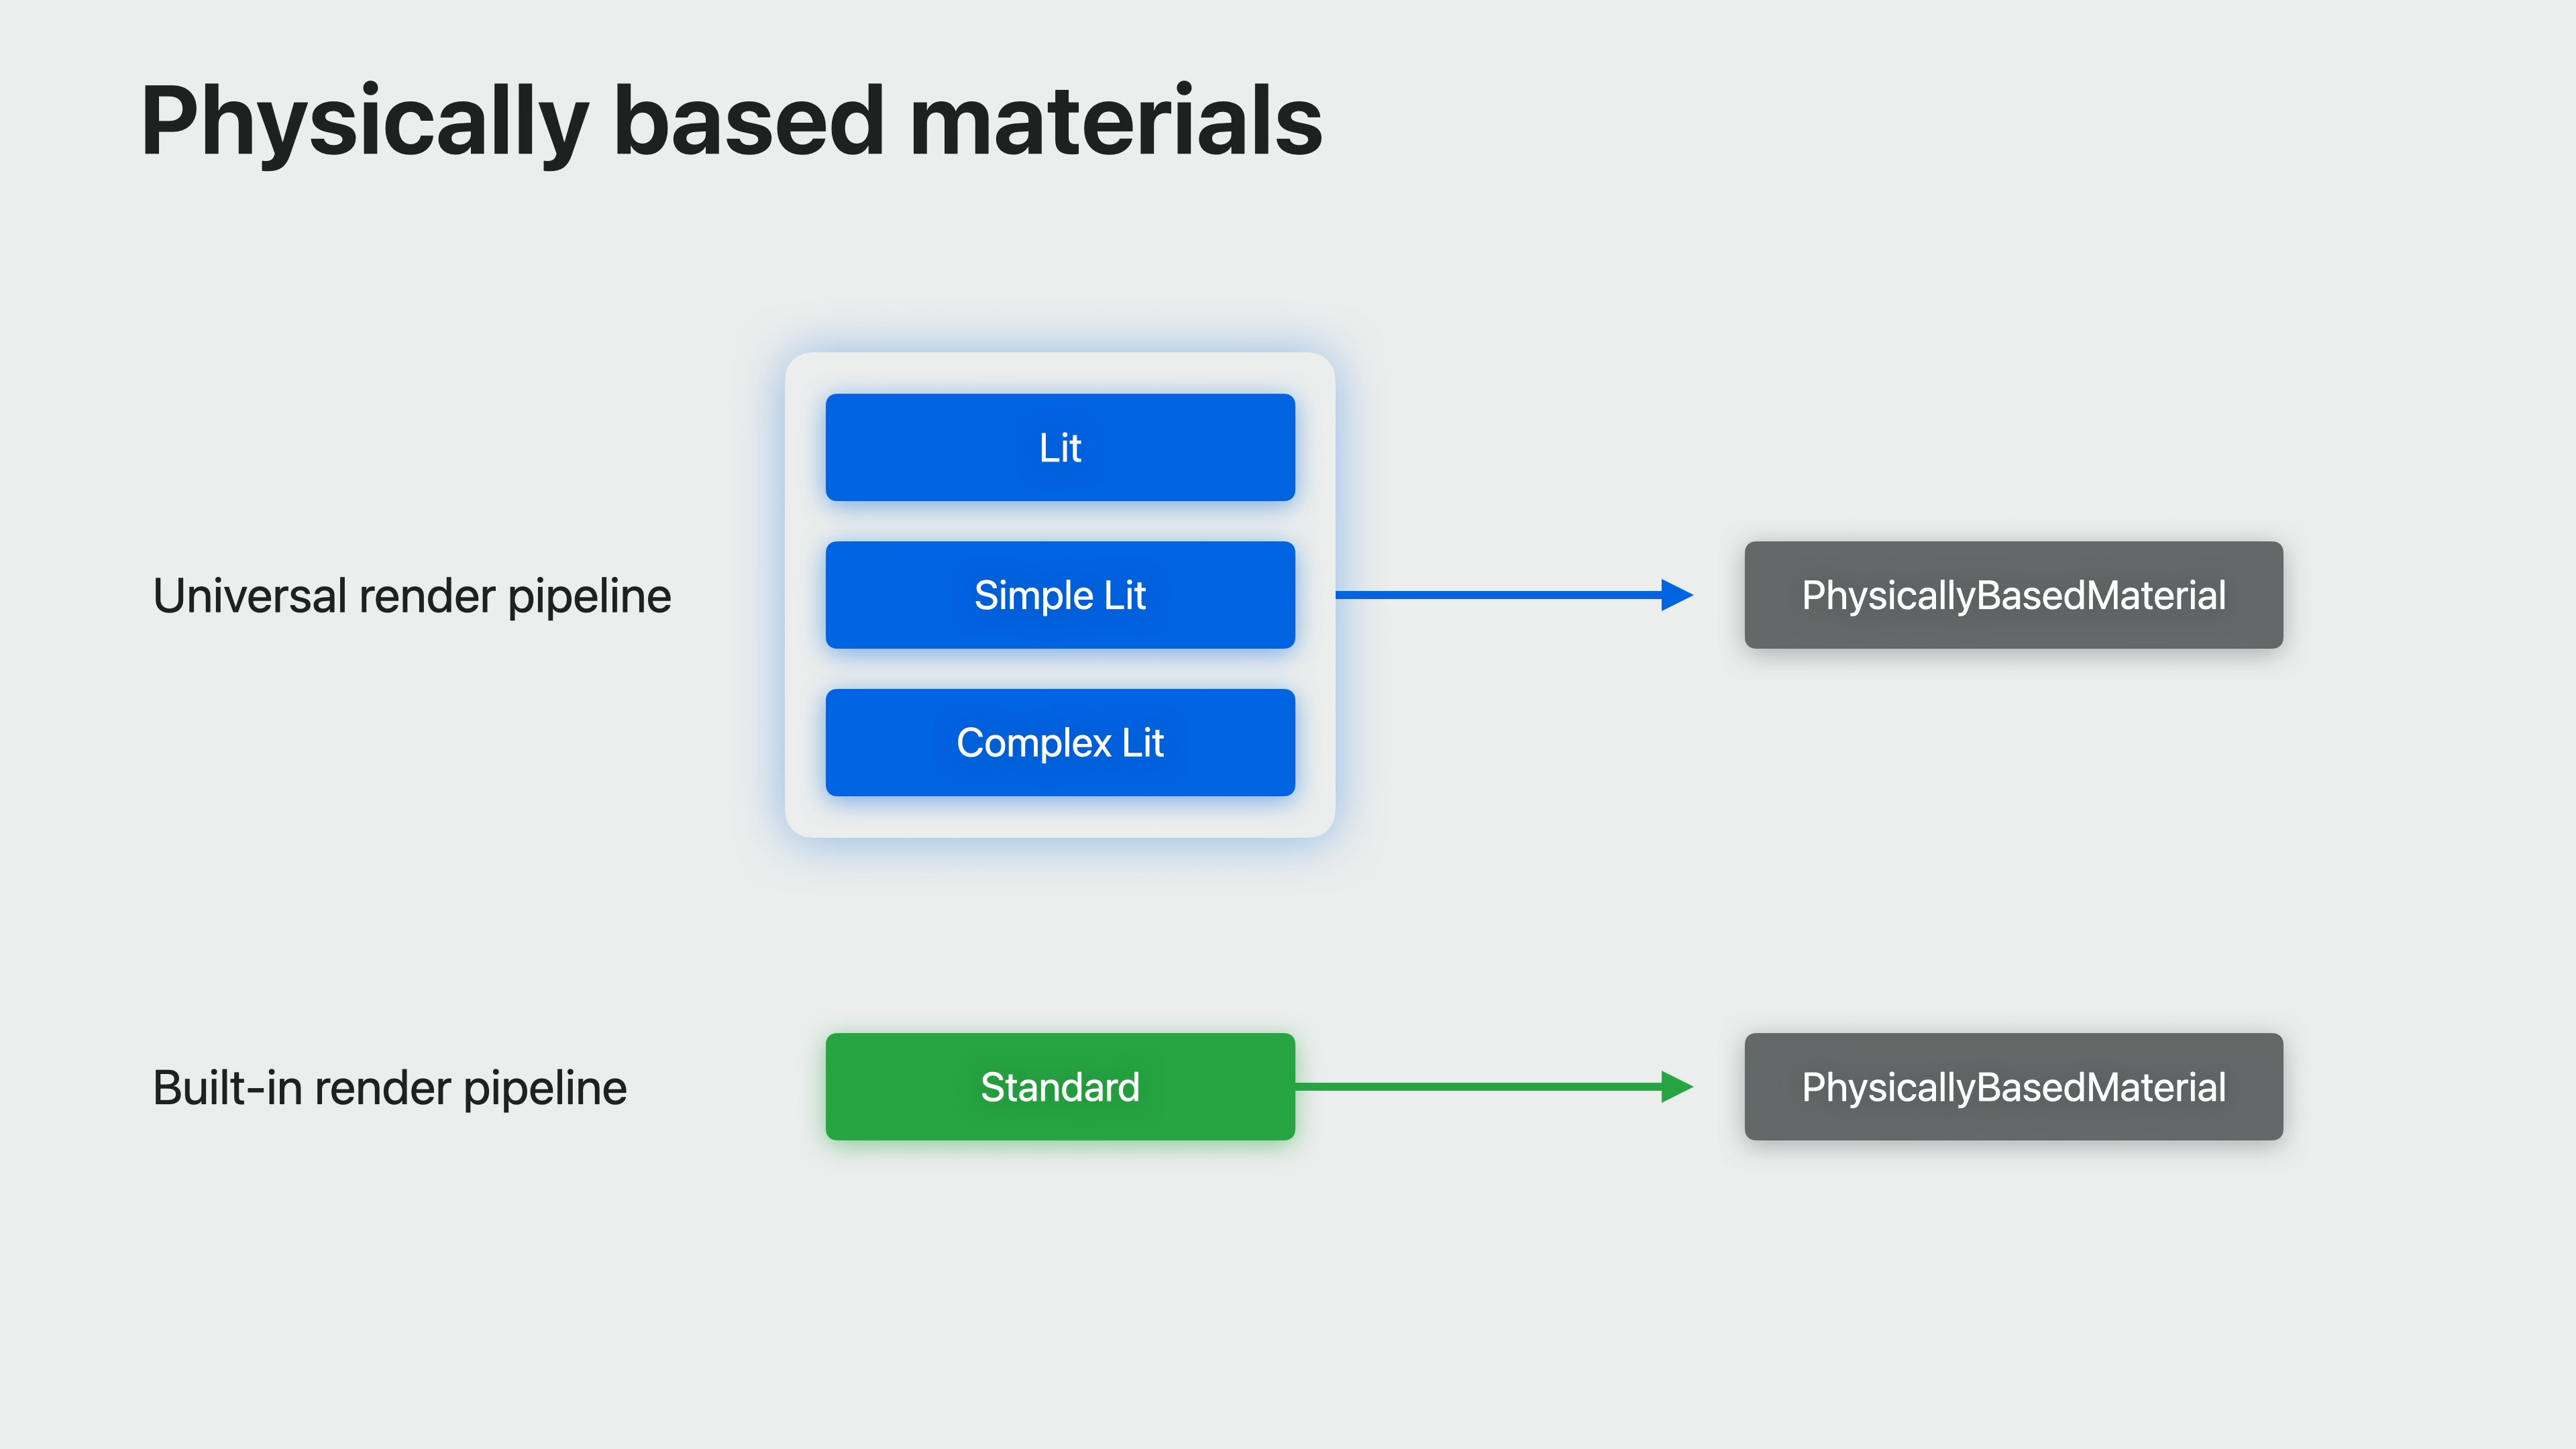 Physically based materials
Universal render pipeline
Lit
Simple Lit
Complex Lit
PhysicallyBasedMaterial
Built-in render pipeline
Standard
PhysicallyBasedMaterial